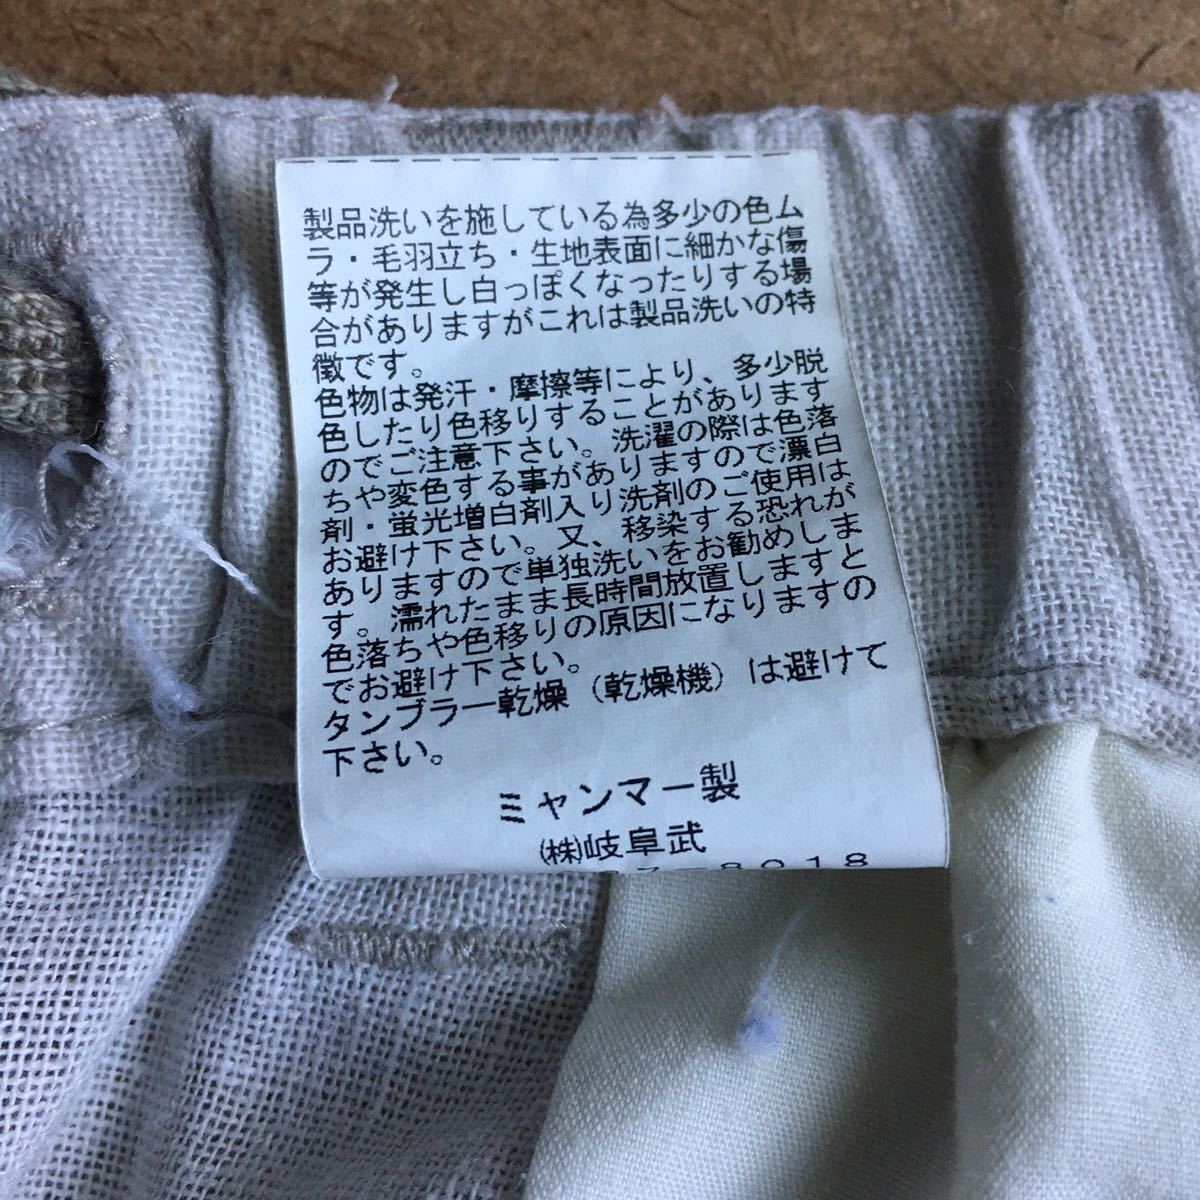 製品洗いを施している為多少の色ム
ラ・毛羽立ち・生地表面に細かな傷
等が発生し白っぽくなったりする場
合がありますがこれは製品洗いの特
徴です。
色物は発汗・摩擦等により、多少脱
色したり色移りすることがあります
のでご注意下さい。洗濯の際は色落
ちや変色する事がありますので漂白
剤・蛍光増白剤入り洗剤のご使用は
お避け下さい。又、移染する恐れが
ありますので単独洗いをお勧めしま
す。濡れたまま長時間放置しますと
色落ちや色移りの原因になりますの
でお避け下さい。
タンブラー乾燥（乾燥機）は避けて
下さい。
ミャンマー製
㈱岐阜武
8018